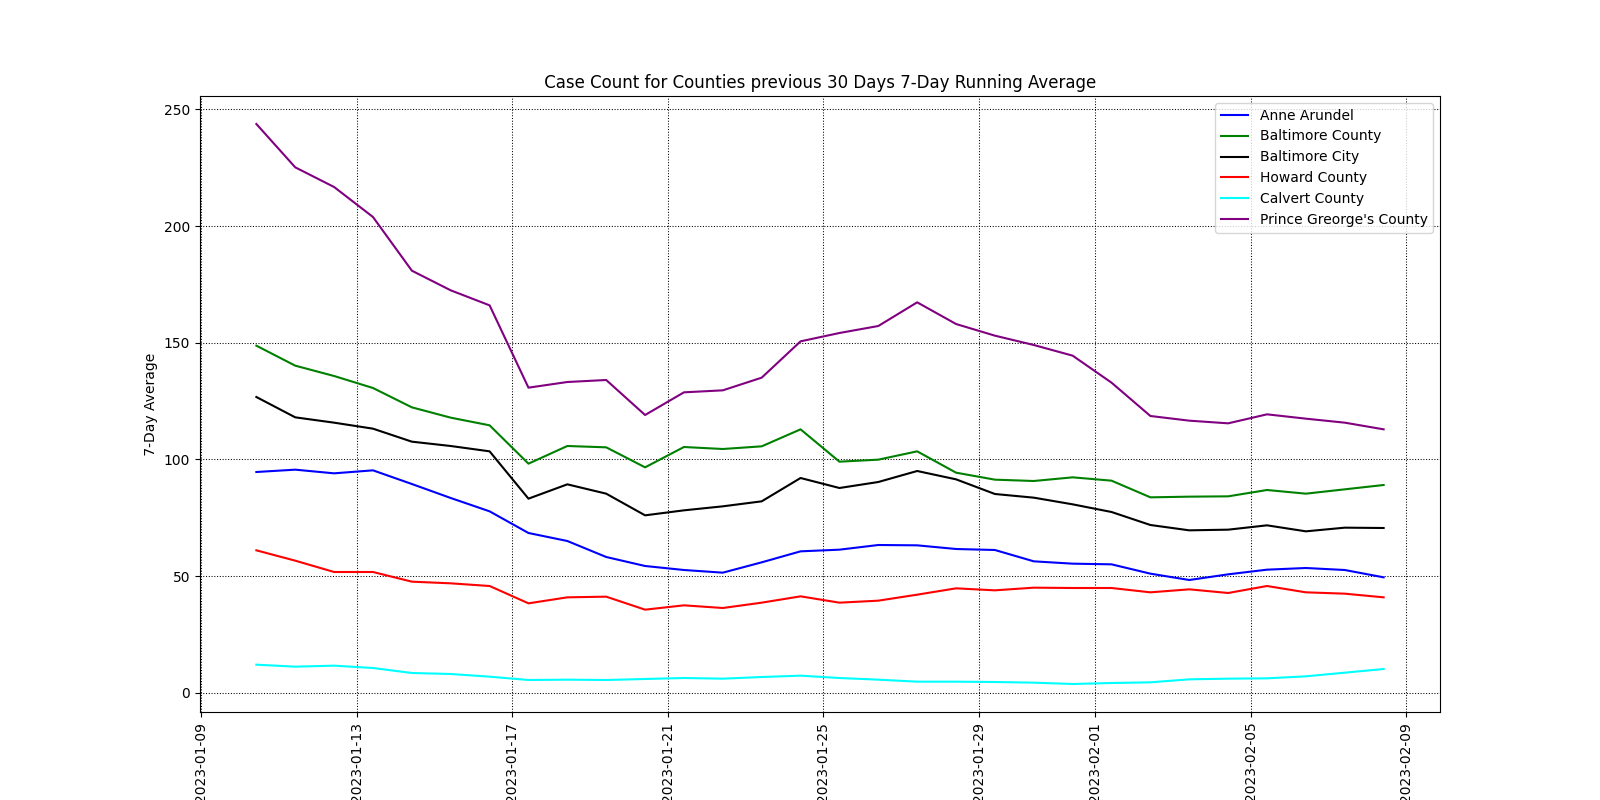 Case Count for Counties previous 30 Days 7-Day Running Average
250
200
150
100
50
0
7-Day Average
Anne Arundel
Baltimore County
Baltimore City
Howard County
Calvert County
Prince Greorge's County
2023-01-09
2023-01-13
2023-01-17
2023-01-21
2023-01-25
2023-01-29
2023-02-01
2023-02-05
2023-02-09